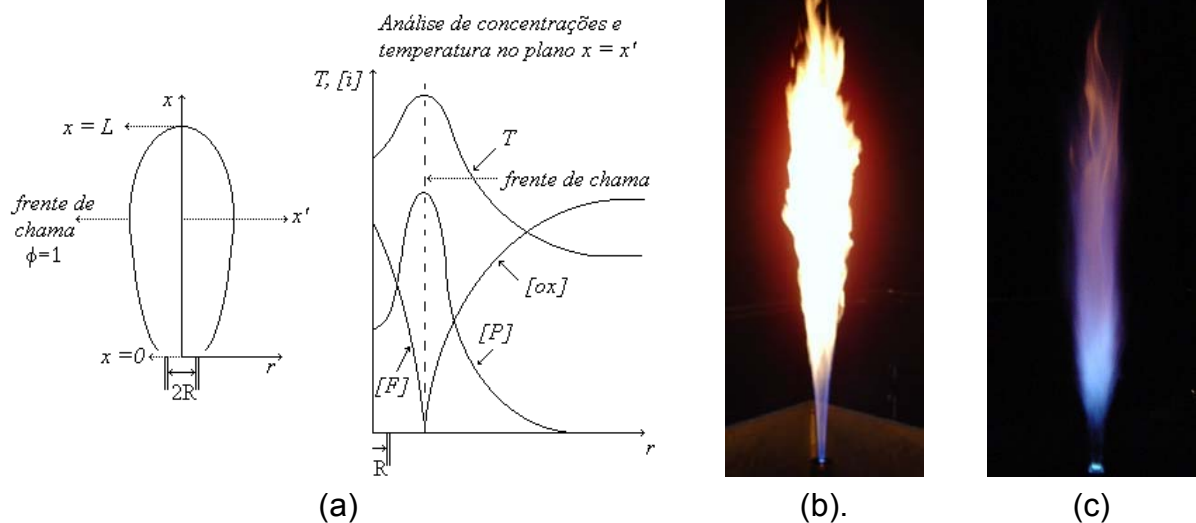 Análise de concentrações e
temperatura no plano x = x'
x
x = L
frente de
chama
ϕ=1
x'
x =0
r
2R
T, [i]
T
frente de chama
[ox]
[P]
[F]
R
r
(a)
(b).
(c)